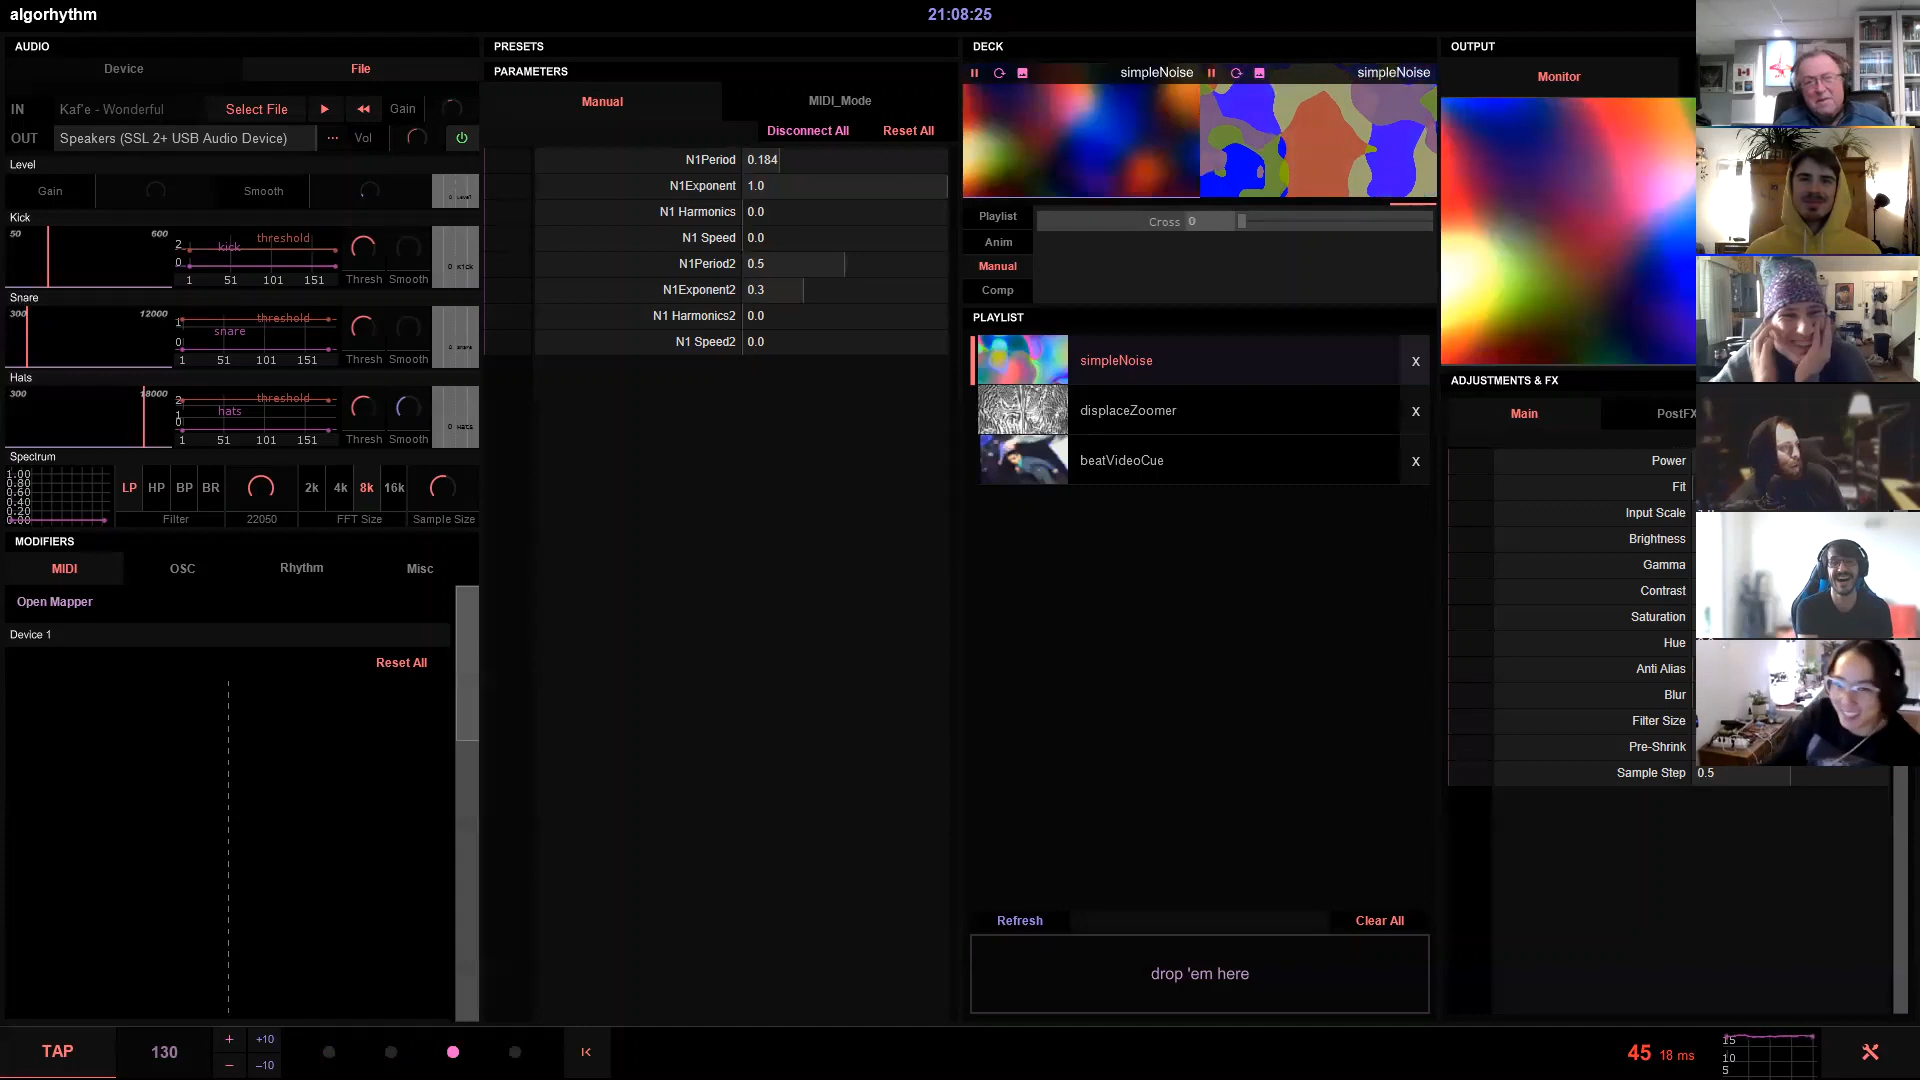 algorhythm
21:08:25
AUDIO
Device
File
IN
Kaf'e - Wonderful
Select File
Gain
OUT
Speakers (SSL 2+ USB Audio Device)
...
Vol
Level
Gain
Smooth
0 Level
Kick
50
600
2
0
threshold
kick
1 51 101 151
Thresh
Smooth
0 Kick
Snare
300
12000
1
0
threshold
snare
1 51 101 151
Thresh
Smooth
0 Snare
Hats
300
18000
2
1
0
threshold
hats
1 51 101 151
Thresh
Smooth
0 Hats
Spectrum
1.00
0.80
0.60
0.40
0.20
0.00
LP HP BP BR
Filter
22050
2k 4k 8k 16k
FFT Size
Sample Size
MODIFIERS
MIDI
OSC
Rhythm
Misc
Open Mapper
Device 1
Reset All
PRESETS
PARAMETERS
Manual
MIDI_Mode
Disconnect All
Reset All
N1Period 0.184
N1Exponent 1.0
N1 Harmonics 0.0
N1 Speed 0.0
N1Period2 0.5
N1Exponent2 0.3
N1 Harmonics2 0.0
N1 Speed2 0.0
DECK
simpleNoise
simpleNoise
Playlist
Anim
Manual
Comp
Cross 0
PLAYLIST
simpleNoise X
displaceZoomer X
beatVideoCue X
Refresh
Clear All
drop 'em here
OUTPUT
Monitor
ADJUSTMENTS & FX
Main
PostFX
Power
Fit
Input Scale
Brightness
Gamma
Contrast
Saturation
Hue
Anti Alias
Blur
Filter Size
Pre-Shrink
Sample Step 0.5
TAP
130
+
−
+10
−10
45 18 ms
15
10
5